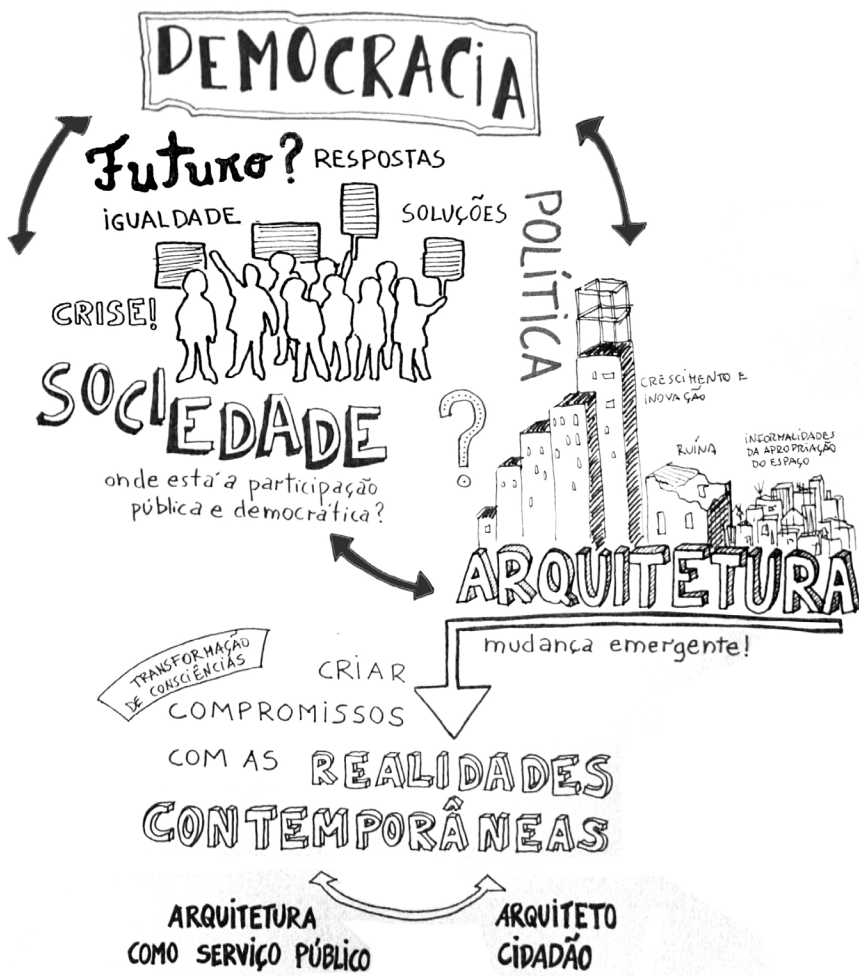 DEMOCRACIA
Futuro?
RESPOSTAS
iGUALDADE
SOLUÇÕES
CRISE!
SOCIEDADE
onde está a participação
pública e democrática?
POLÍTICA
?
CRESCIMENTO E
INOVAÇÃO
RUÍNA
INFORMALIDADES
DA APROPRIAÇÃO
DO ESPAÇO
ARQUITETURA
mudança emergente!
TRANSFORMAÇÃO
DE CONSCIÊNCIAS
CRIAR
COMPROMISSOS
COM AS REALIDADES
CONTEMPORÂNEAS
ARQUITETURA
COMO SERVIÇO PÚBLICO
ARQUITETO
CIDADÃO